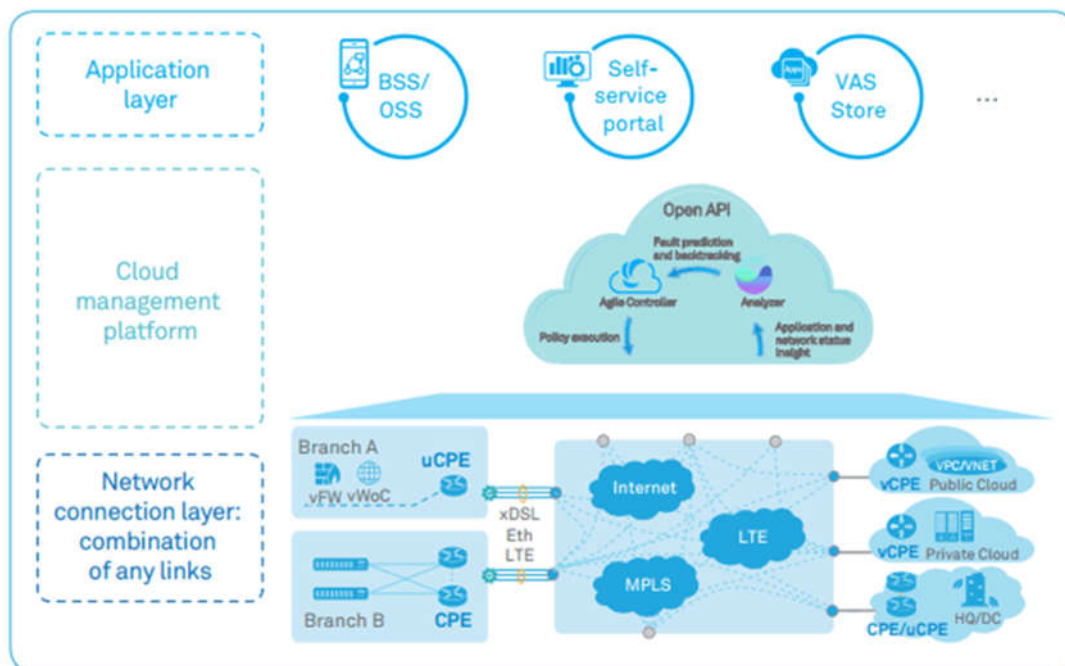 Application
layer
BSS/
OSS
Self-
service
portal
Apps
VAS
Store
...
Cloud
management
platform
Open API
Fault prediction
and backtracking
Agile Controller
Analyzer
Policy execution
Application and
network status
insight
Network
connection layer:
combination
of any links
Branch A
uCPE
vFW
vWoC
xDSL
Eth
LTE
Branch B
CPE
Internet
LTE
MPLS
vCPE
VPC/VNET
Public Cloud
vCPE
Private Cloud
CPE/uCPE
HQ/DC